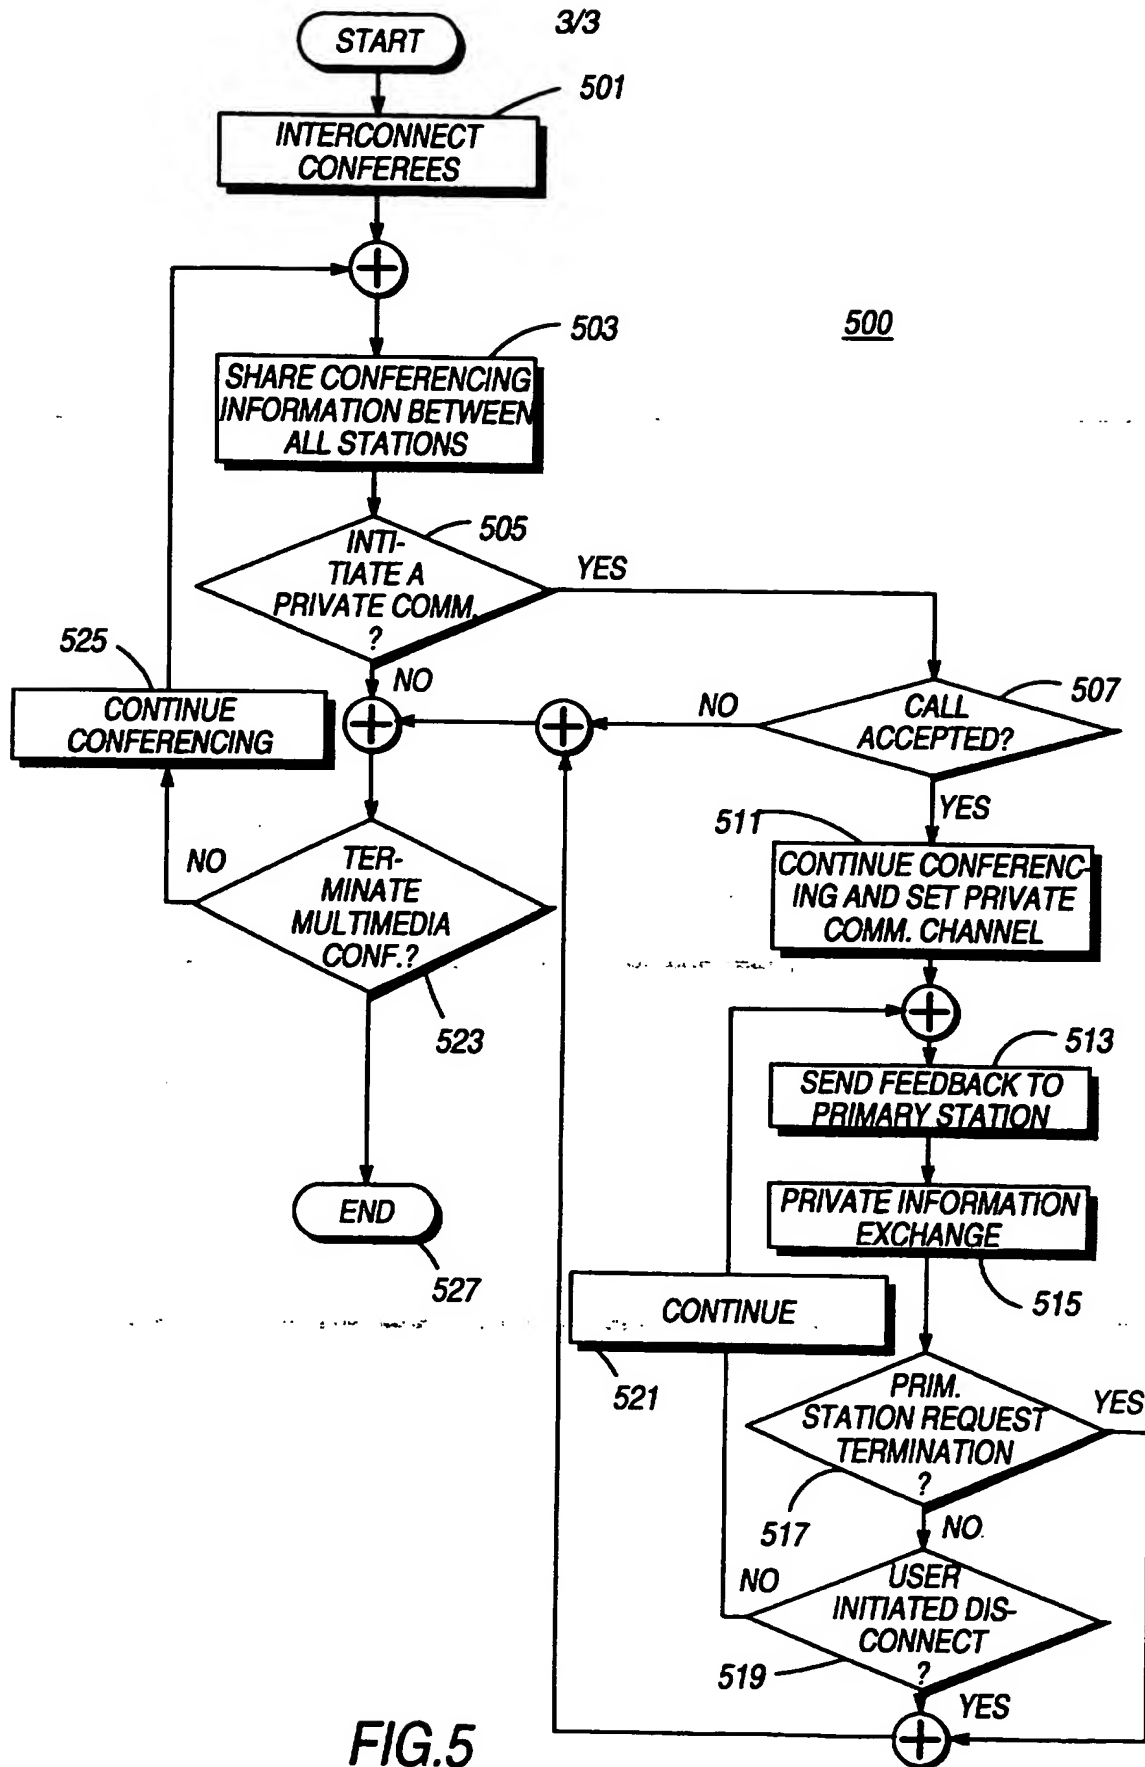 3/3
START
501
INTERCONNECT
CONFEREES
503
500
SHARE CONFERENCING
INFORMATION BETWEEN
ALL STATIONS
505
INTI-
TIATE A
PRIVATE COMM.
?
YES
NO
525
CONTINUE
CONFERENCING
507
CALL
ACCEPTED?
NO
YES
511
CONTINUE CONFERENC-
ING AND SET PRIVATE
COMM. CHANNEL
NO
TER-
MINATE
MULTIMEDIA
CONF.?
523
513
SEND FEEDBACK TO
PRIMARY STATION
END
527
PRIVATE INFORMATION
EXCHANGE
515
CONTINUE
521
PRIM.
STATION REQUEST
TERMINATION
?
YES
517
NO.
NO
USER
INITIATED DIS-
CONNECT
?
519
YES
FIG.5